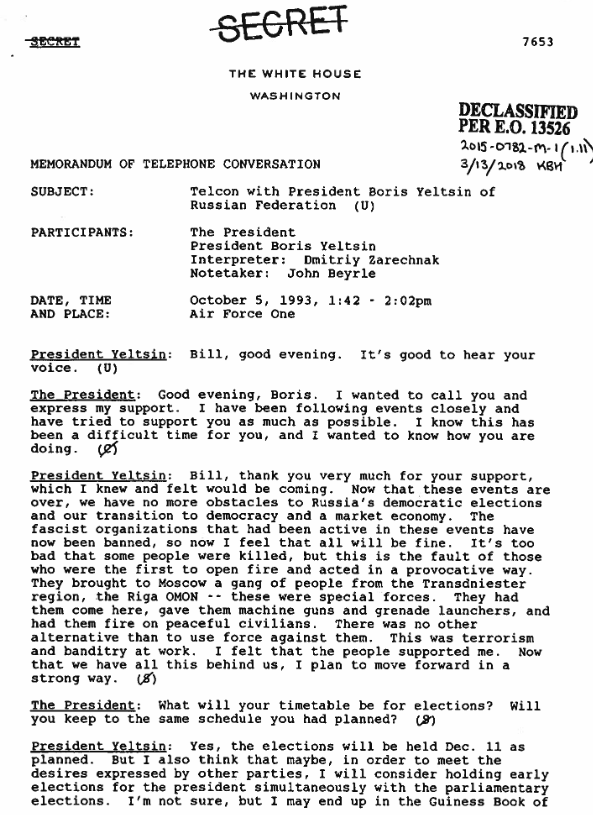 SECRET
SECRET
7653
THE WHITE HOUSE
WASHINGTON
DECLASSIFIED
PER E.O. 13526
2015-0782-M-1 (1.11)
3/13/2018 KBH
MEMORANDUM OF TELEPHONE CONVERSATION
SUBJECT: Telcon with President Boris Yeltsin of
Russian Federation (U)
PARTICIPANTS: The President
President Boris Yeltsin
Interpreter: Dmitriy Zarechnak
Notetaker: John Beyrle
DATE, TIME October 5, 1993, 1:42 - 2:02pm
AND PLACE: Air Force One
President Yeltsin: Bill, good evening. It's good to hear your
voice. (U)
The President: Good evening, Boris. I wanted to call you and
express my support. I have been following events closely and
have tried to support you as much as possible. I know this has
been a difficult time for you, and I wanted to know how you are
doing.
President Yeltsin: Bill, thank you very much for your support,
which I knew and felt would be coming. Now that these events are
over, we have no more obstacles to Russia's democratic elections
and our transition to democracy and a market economy. The
fascist organizations that had been active in these events have
now been banned, so now I feel that all will be fine. It's too
bad that some people were killed, but this is the fault of those
who were the first to open fire and acted in a provocative way.
They brought to Moscow a gang of people from the Transdniester
region, the Riga OMON -- these were special forces. They had
them come here, gave them machine guns and grenade launchers, and
had them fire on peaceful civilians. There was no other
alternative than to use force against them. This was terrorism
and banditry at work. I felt that the people supported me. Now
that we have all this behind us, I plan to move forward in a
strong way.
The President: What will your timetable be for elections? Will
you keep to the same schedule you had planned?
President Yeltsin: Yes, the elections will be held Dec. 11 as
planned. But I also think that maybe, in order to meet the
desires expressed by other parties, I will consider holding early
elections for the president simultaneously with the parliamentary
elections. I'm not sure, but I may end up in the Guiness Book of